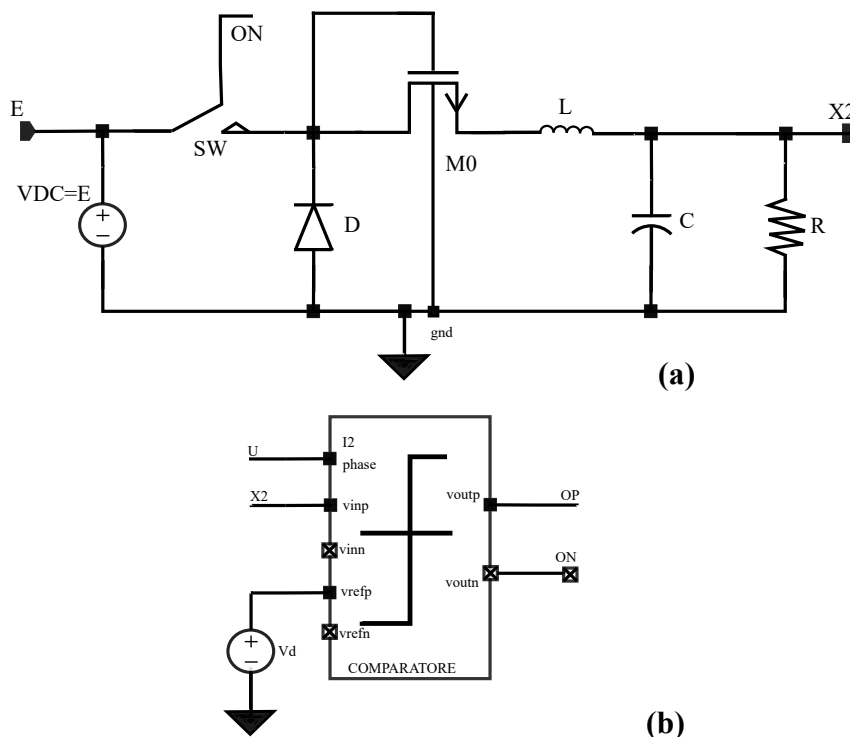 ON
E
SW
L
X2
M0
VDC=E
D
C
R
gnd
(a)
U
I2
phase
voutp
OP
X2
vinp
vinn
ON
voutn
vrefp
Vd
vrefn
COMPARATORE
(b)